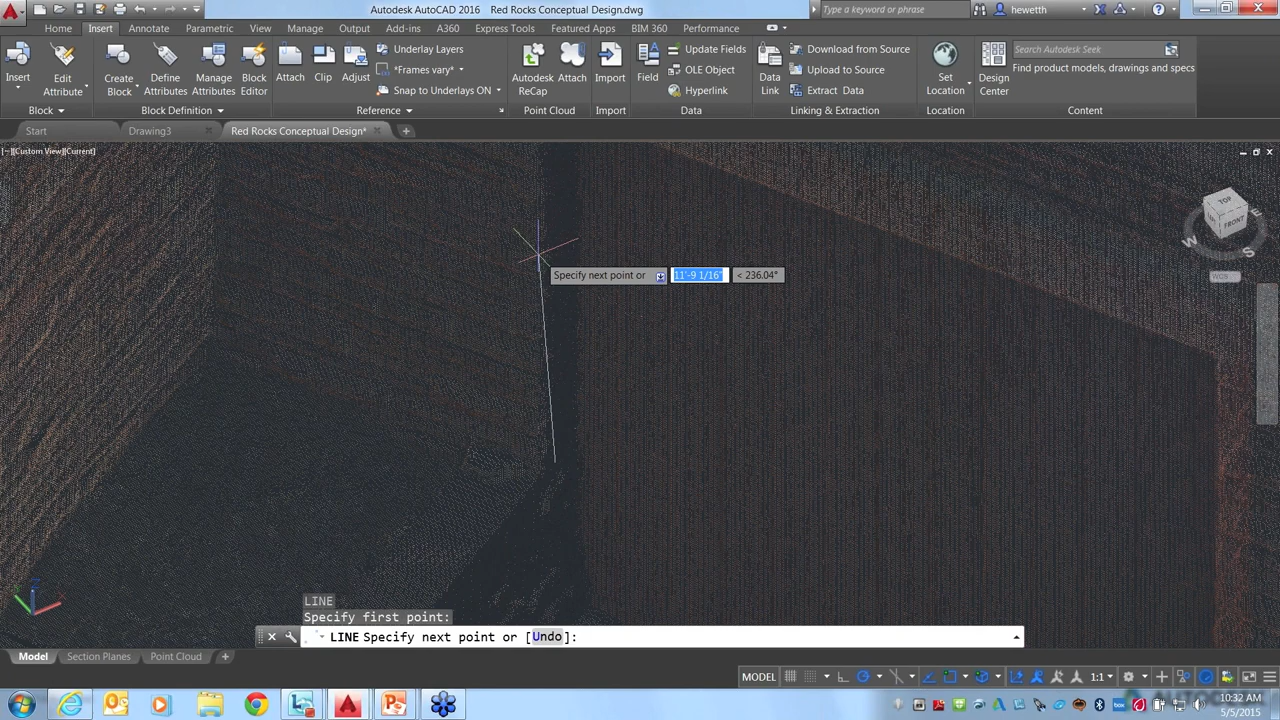 Autodesk AutoCAD 2016 Red Rocks Conceptual Design.dwg
Type a keyword or phrase
hewetth
Home Insert Annotate Parametric View Manage Output Add-ins A360 Express Tools Featured Apps BIM 360 Performance
Insert
Edit Attribute
Create Block
Define Attributes
Manage Attributes
Block Editor
Attach
Clip
Adjust
Underlay Layers
*Frames vary*
Snap to Underlays ON
Autodesk ReCap
Attach
Import
Field
Update Fields
OLE Object
Hyperlink
Data Link
Download from Source
Upload to Source
Extract Data
Set Location
Design Center
Search Autodesk Seek
Find product models, drawings and specs
Block Block Definition Reference Point Cloud Import Data Linking & Extraction Location Content
Start Drawing3 Red Rocks Conceptual Design*
[−][Custom View][Current]
TOP
FRONT
W
E
S
WCS
Specify next point or 11'-9 1/16" < 236.04°
Z
LINE
Specify first point:
LINE Specify next point or [Undo]:
Model Section Planes Point Cloud
MODEL 1:1
10:32 AM
5/5/2015